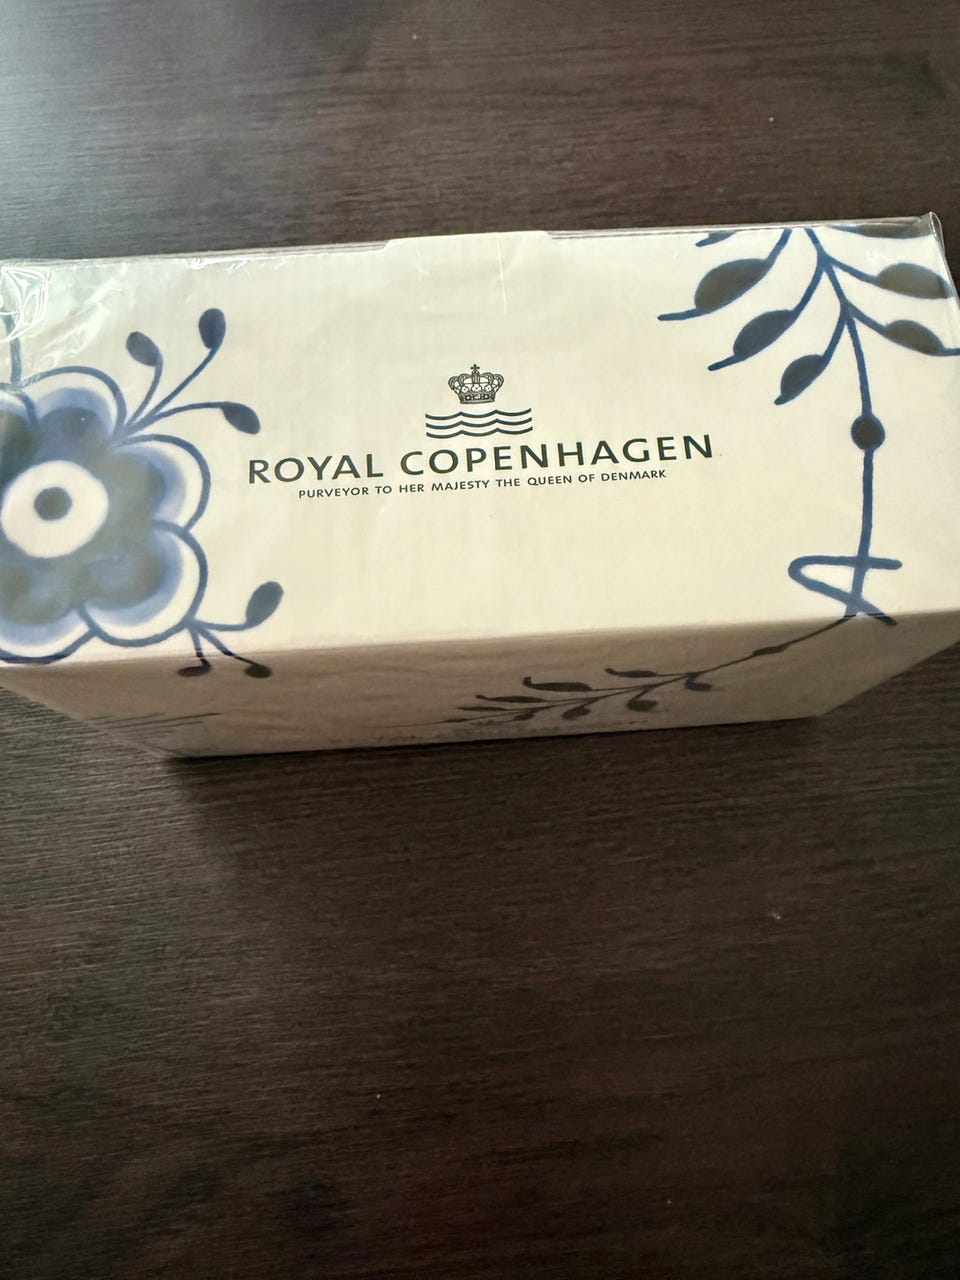 ROYAL COPENHAGEN
PURVEYOR TO HER MAJESTY THE QUEEN OF DENMARK